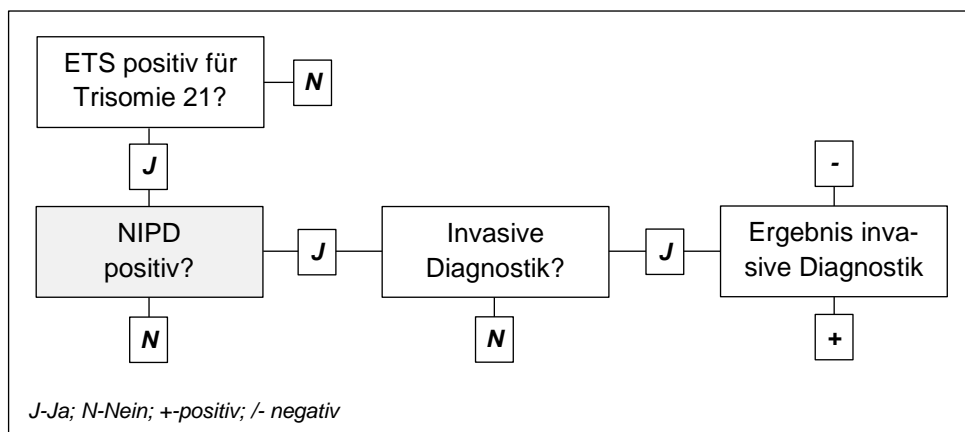 ETS positiv für
Trisomie 21?
N
J
-
NIPD
positiv?
J
Invasive
Diagnostik?
J
Ergebnis inva-
sive Diagnostik
N
N
+
J-Ja; N-Nein; +-positiv; /- negativ